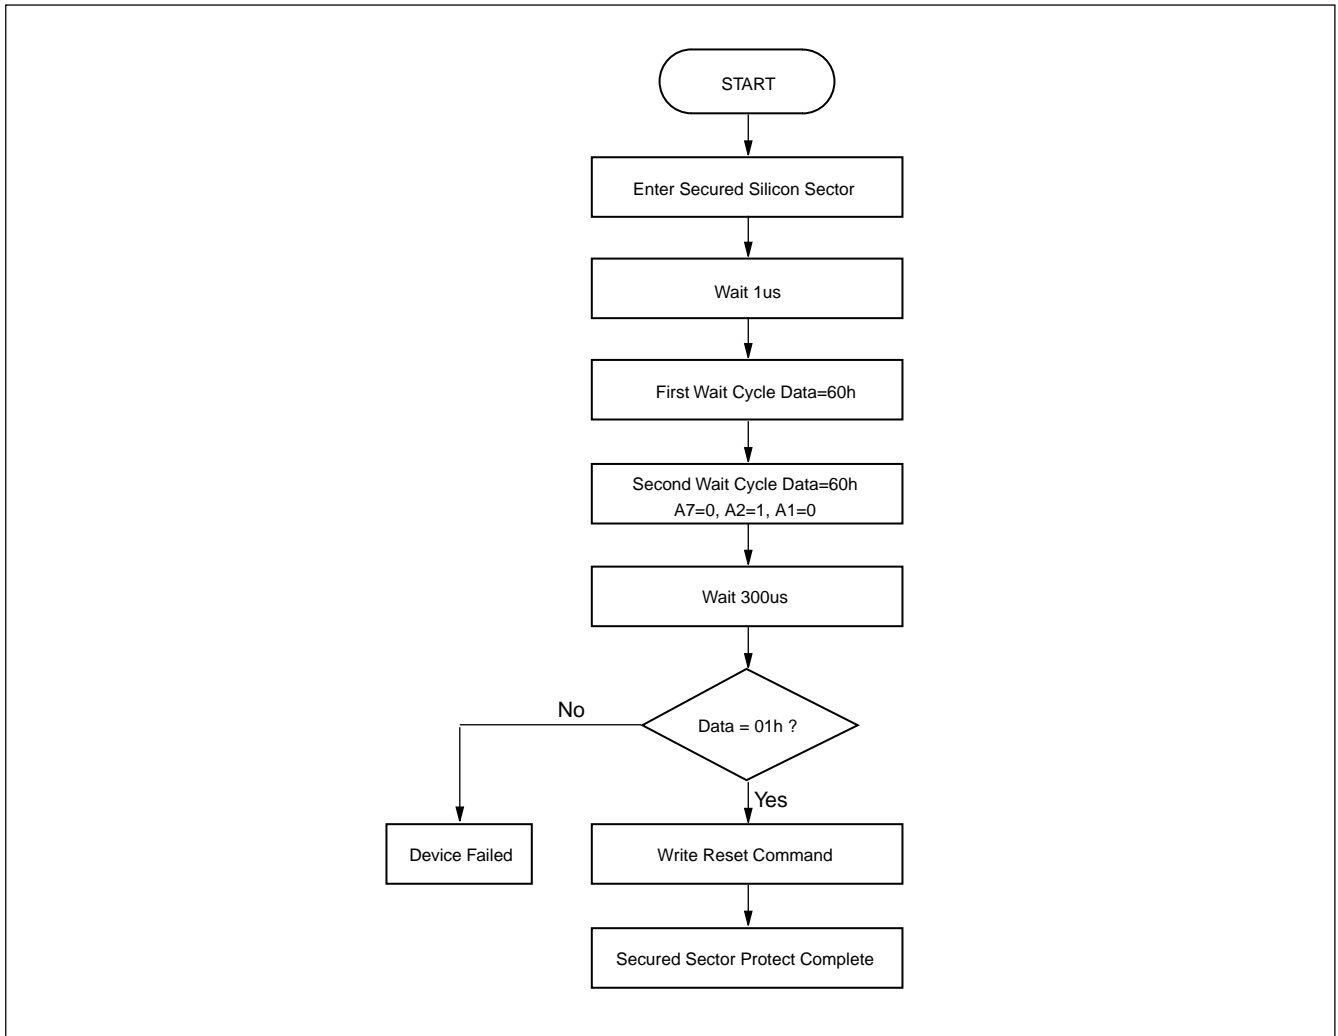 START
Enter Secured Silicon Sector
Wait 1us
First Wait Cycle Data=60h
Second Wait Cycle Data=60h
A7=0, A2=1, A1=0
Wait 300us
No
Data = 01h ?
Yes
Device Failed
Write Reset Command
Secured Sector Protect Complete